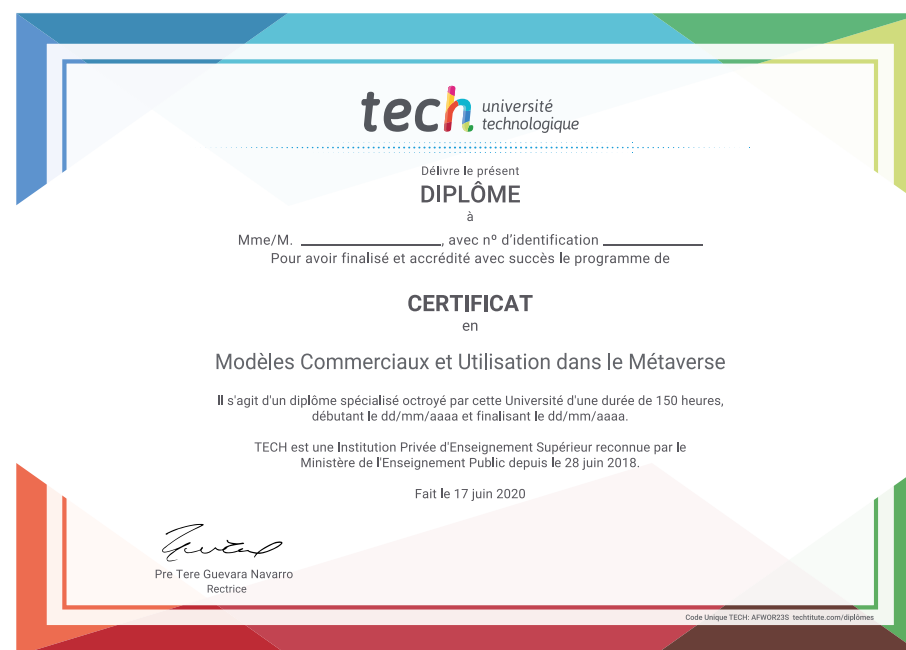 tech université
technologique
Délivre le présent
DIPLÔME
à
Mme/M. ____________________, avec nº d'identification ______________
Pour avoir finalisé et accrédité avec succès le programme de
CERTIFICAT
en
Modèles Commerciaux et Utilisation dans le Métaverse
Il s'agit d'un diplôme spécialisé octroyé par cette Université d'une durée de 150 heures,
débutant le dd/mm/aaaa et finalisant le dd/mm/aaaa.
TECH est une Institution Privée d'Enseignement Supérieur reconnue par le
Ministère de l'Enseignement Public depuis le 28 juin 2018.
Fait le 17 juin 2020
Pre Tere Guevara Navarro
Rectrice
Code Unique TECH: AFWOR23S techtitute.com/diplômes